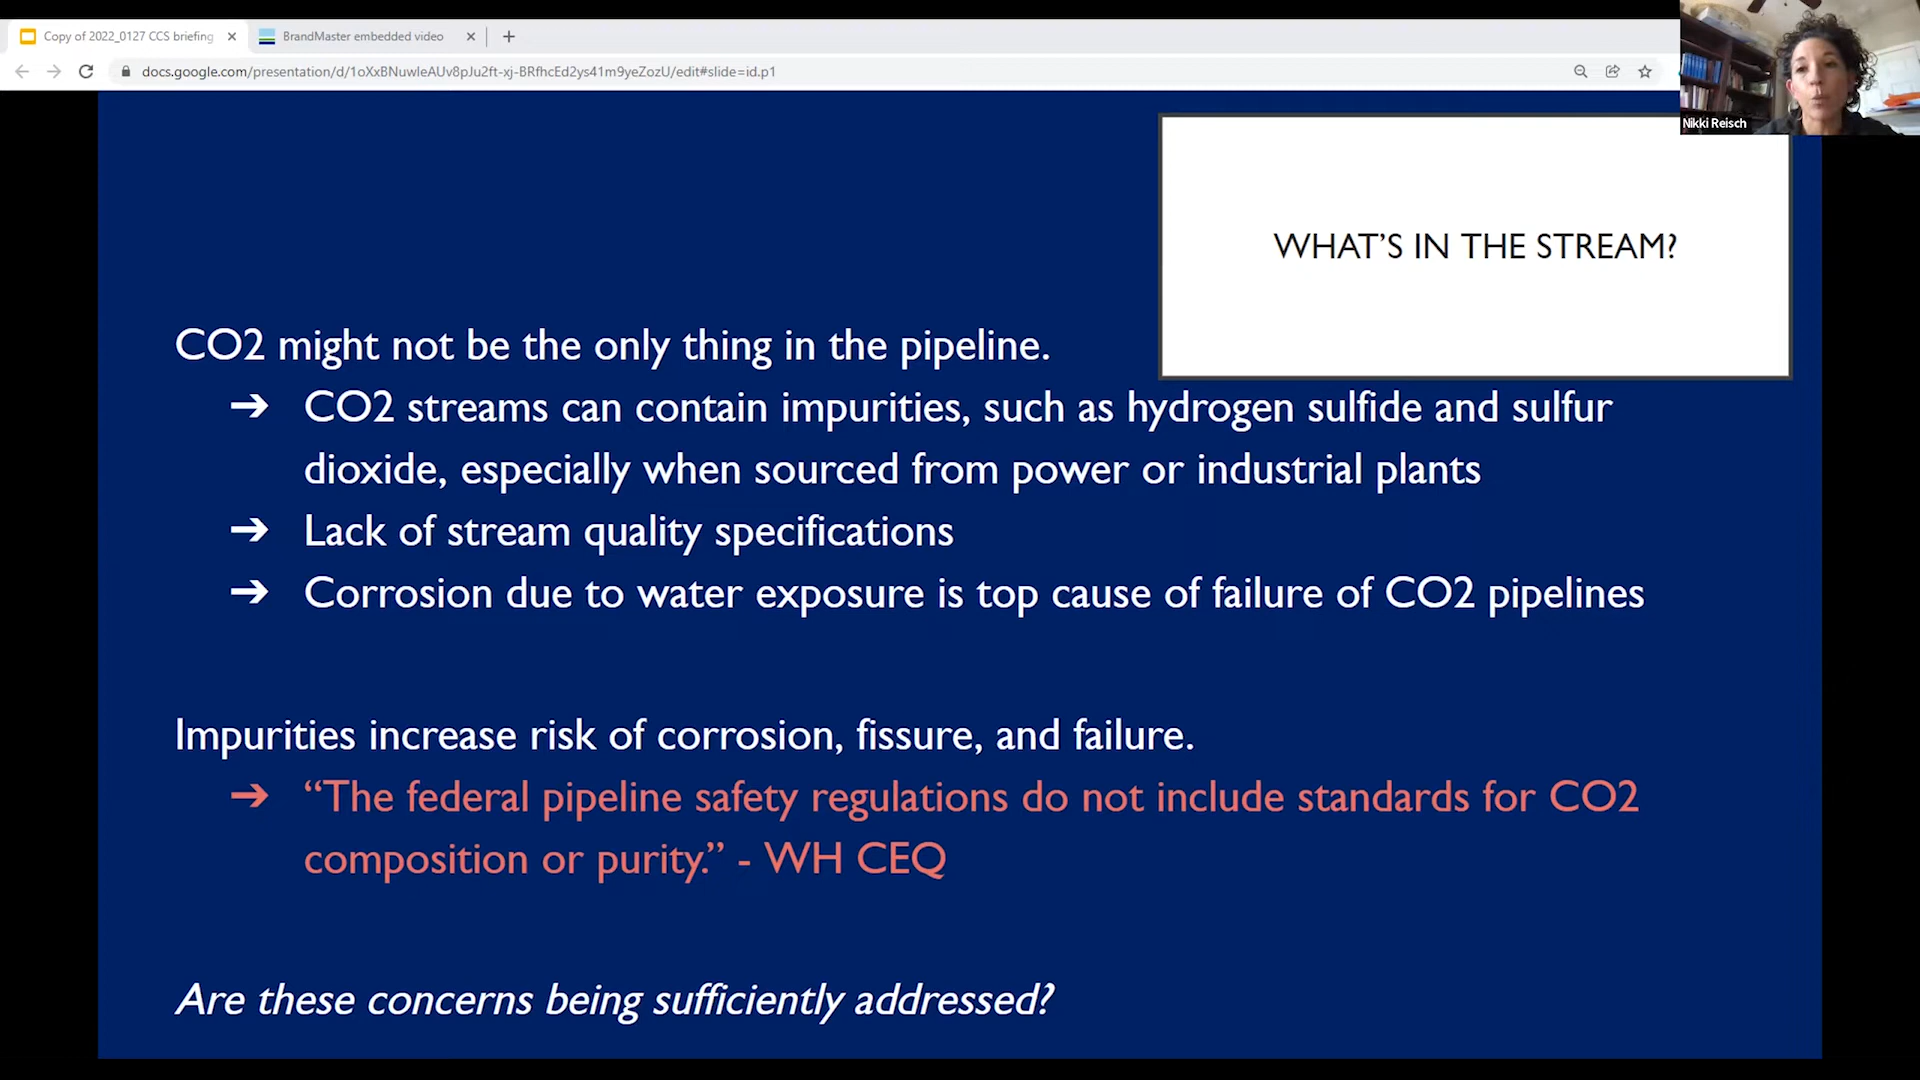 Copy of 2022_0127 CCS briefing
BrandMaster embedded video
docs.google.com/presentation/d/1oXxBNuwleAUv8pJu2ft-xj-BRfhcEd2ys41m9yeZozU/edit#slide=id.p1
Nikki Reisch
WHAT’S IN THE STREAM?
CO2 might not be the only thing in the pipeline.
➔ CO2 streams can contain impurities, such as hydrogen sulfide and sulfur
dioxide, especially when sourced from power or industrial plants
➔ Lack of stream quality specifications
➔ Corrosion due to water exposure is top cause of failure of CO2 pipelines
Impurities increase risk of corrosion, fissure, and failure.
➔ “The federal pipeline safety regulations do not include standards for CO2
composition or purity.” - WH CEQ
Are these concerns being sufficiently addressed?